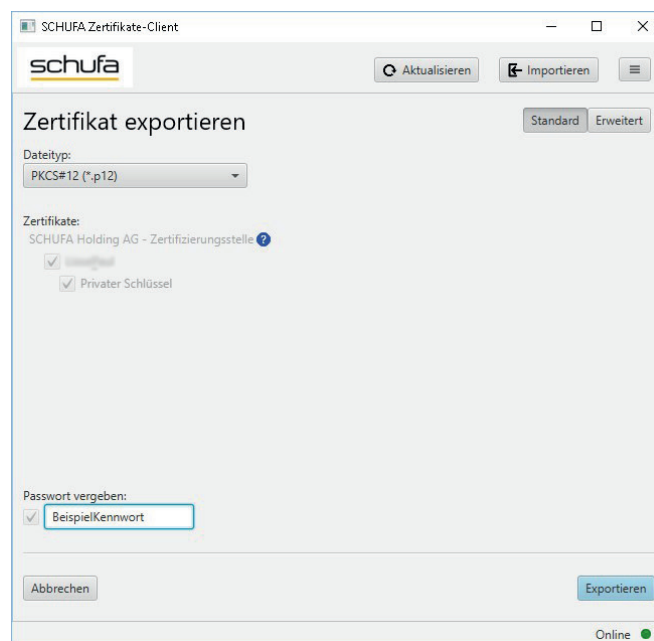 SCHUFA Zertifikate-Client
schufa
Aktualisieren
Importieren
Zertifikat exportieren
Standard
Erweitert
Dateityp:
PKCS#12 (*.p12)
Zertifikate:
SCHUFA Holding AG - Zertifizierungsstelle ?
Privater Schlüssel
Passwort vergeben:
BeispielKennwort
Abbrechen
Exportieren
Online